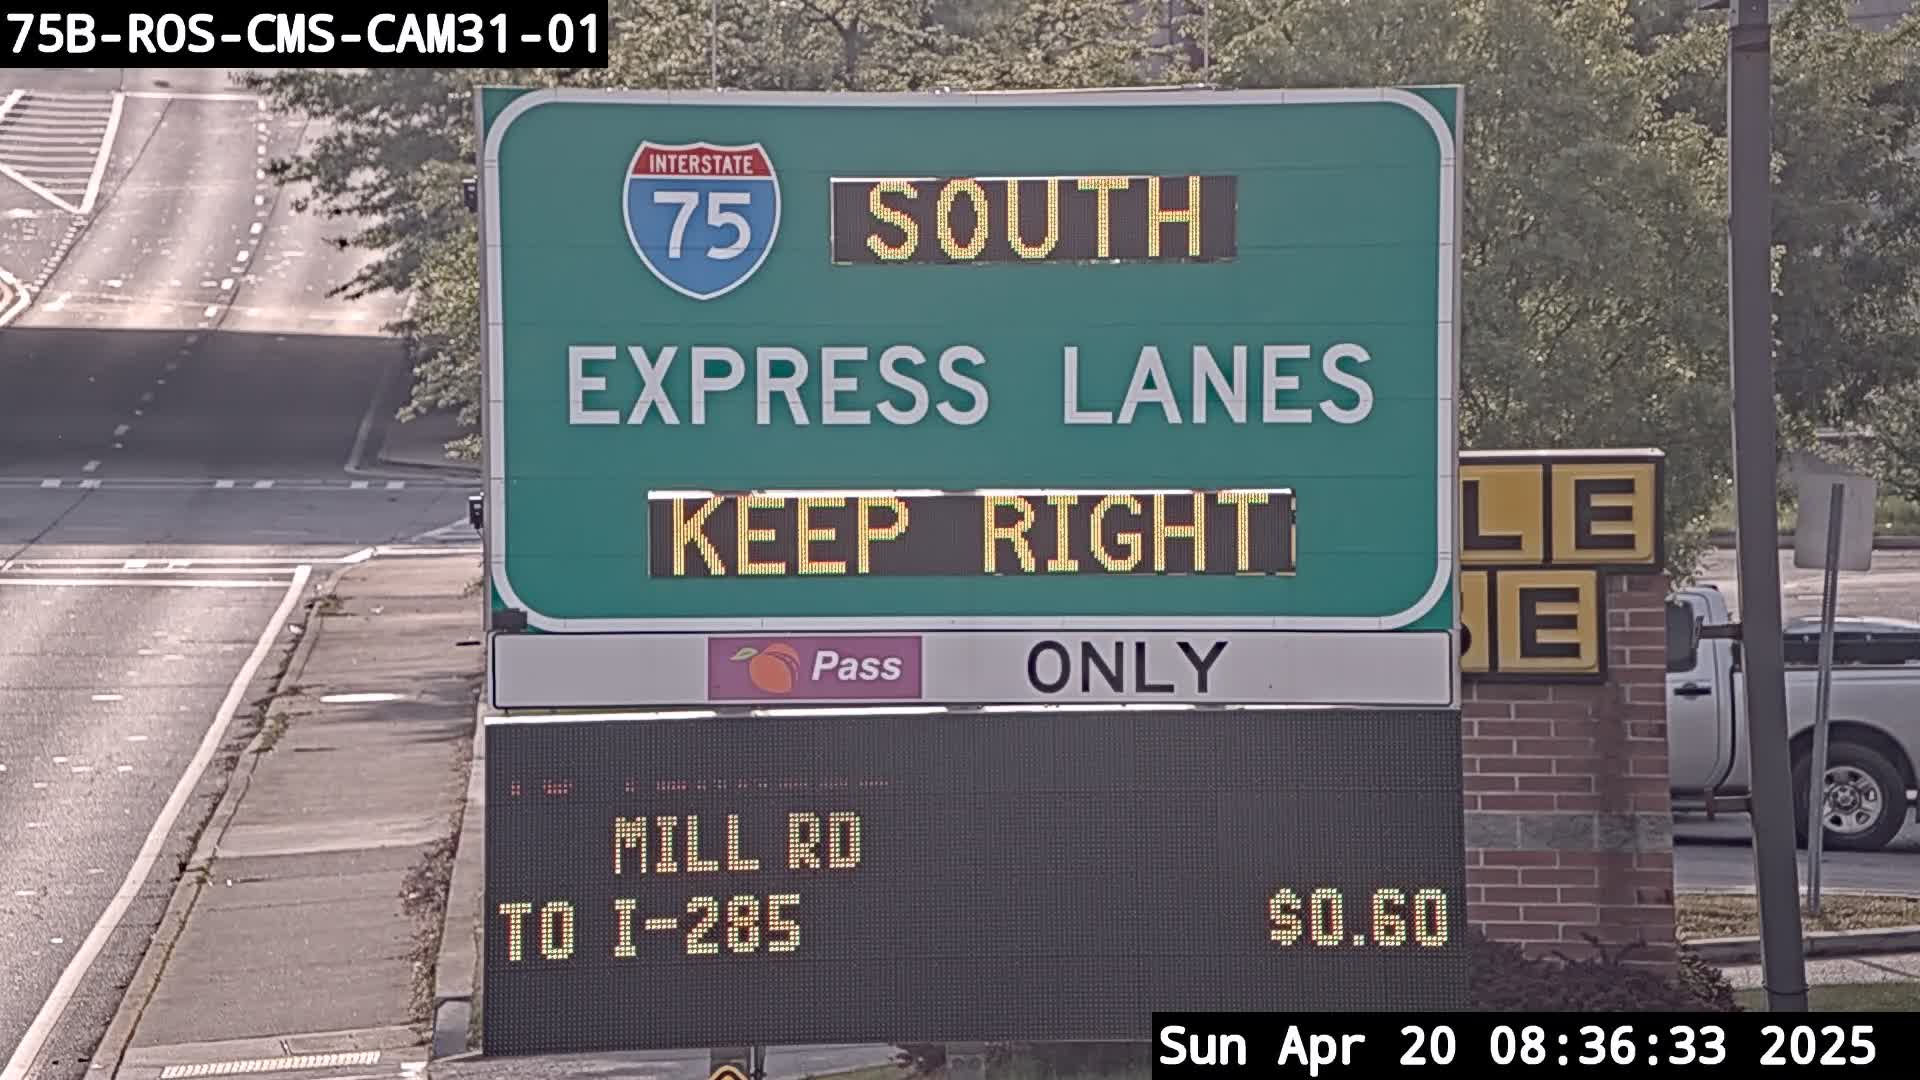 75B-ROS-CMS-CAM31-01
INTERSTATE
75
SOUTH
EXPRESS LANES
KEEP RIGHT
Pass ONLY
MILL RD
TO I-285 $0.60
LE
E
Sun Apr 20 08:36:33 2025